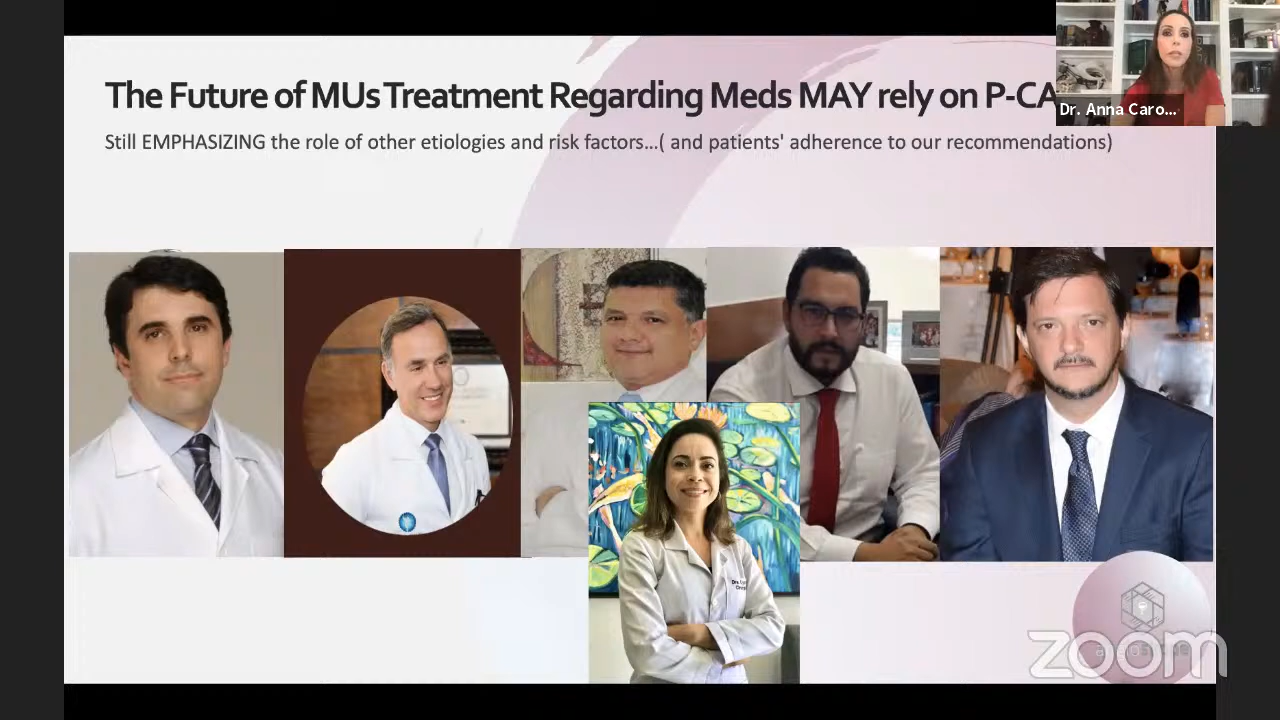 The Future of MUs Treatment Regarding Meds MAY rely on P-CA
Still EMPHASIZING the role of other etiologies and risk factors...( and patients' adherence to our recommendations)
Dr. Anna Caro...
zoom